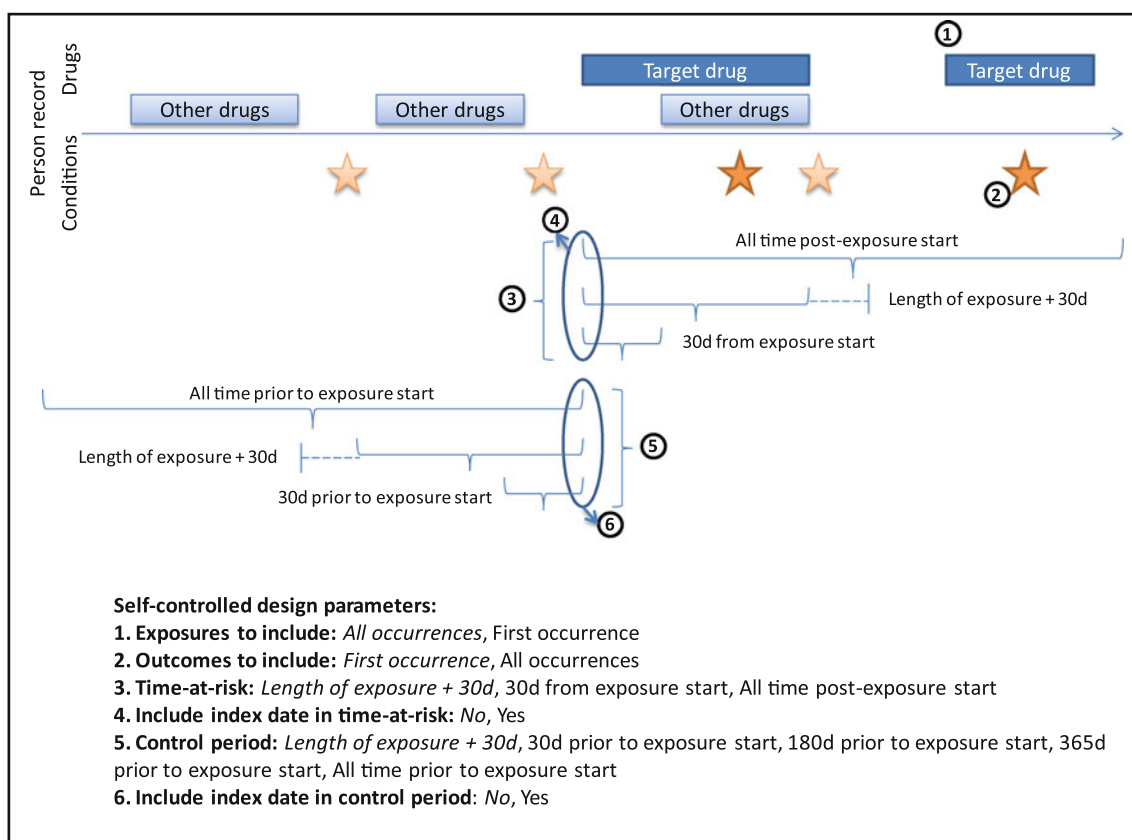 Person record
Drugs
Conditions
1
Target drug
Target drug
Other drugs
Other drugs
Other drugs
2
4
All time post-exposure start
3
Length of exposure + 30d
30d from exposure start
All time prior to exposure start
5
Length of exposure + 30d
30d prior to exposure start
6
Self-controlled design parameters:
1. Exposures to include: All occurrences, First occurrence
2. Outcomes to include: First occurrence, All occurrences
3. Time-at-risk: Length of exposure + 30d, 30d from exposure start, All time post-exposure start
4. Include index date in time-at-risk: No, Yes
5. Control period: Length of exposure + 30d, 30d prior to exposure start, 180d prior to exposure start, 365d
prior to exposure start, All time prior to exposure start
6. Include index date in control period: No, Yes